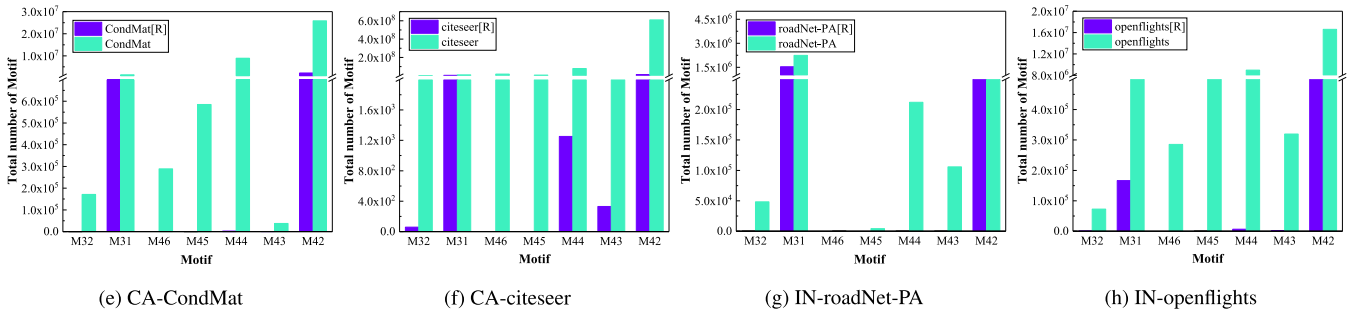 3.0x10⁷
2.0x10⁷
1.0x10⁷
6.0x10⁵
5.0x10⁵
4.0x10⁵
3.0x10⁵
2.0x10⁵
1.0x10⁵
0.0
Total number of Motif
CondMat[R]
CondMat
M32 M31 M46 M45 M44 M43 M42
Motif
(e) CA-CondMat
6.0x10⁸
4.0x10⁸
2.0x10⁸
1.6x10³
1.2x10³
8.0x10²
4.0x10²
0.0
Total number of Motif
citeseer[R]
citeseer
M32 M31 M46 M45 M44 M43 M42
Motif
(f) CA-citeseer
4.5x10⁶
3.0x10⁶
1.5x10⁶
2.0x10⁵
1.5x10⁵
1.0x10⁵
5.0x10⁴
0.0
Total number of Motif
roadNet-PA[R]
roadNet-PA
M32 M31 M46 M45 M44 M43 M42
Motif
(g) IN-roadNet-PA
2.0x10⁷
1.6x10⁷
1.2x10⁷
8.0x10⁶
4.0x10⁵
3.0x10⁵
2.0x10⁵
1.0x10⁵
0.0
Total number of Motif
openflights[R]
openflights
M32 M31 M46 M45 M44 M43 M42
Motif
(h) IN-openflights